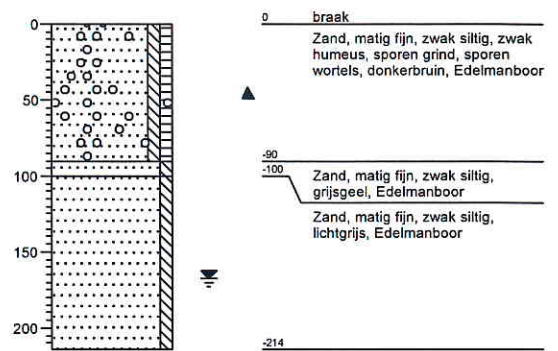 0
50
100
150
200
0 braak
Zand, matig fijn, zwak siltig, zwak
humeus, sporen grind, sporen
wortels, donkerbruin, Edelmanboor
-90
-100
Zand, matig fijn, zwak siltig,
grijsgeel, Edelmanboor
Zand, matig fijn, zwak siltig,
lichtgrijs, Edelmanboor
-214